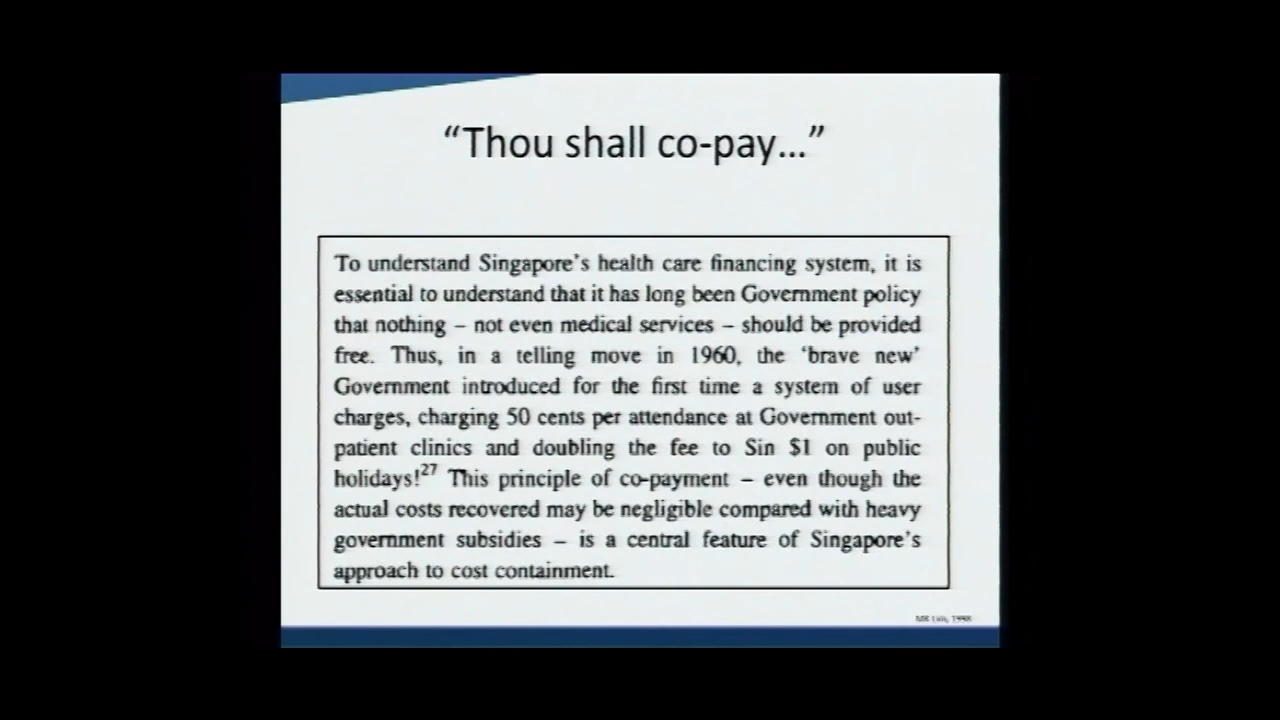 “Thou shall co-pay...”
To understand Singapore’s health care financing system, it is
essential to understand that it has long been Government policy
that nothing – not even medical services – should be provided
free. Thus, in a telling move in 1960, the ‘brave new’
Government introduced for the first time a system of user
charges, charging 50 cents per attendance at Government out-
patient clinics and doubling the fee to Sin $1 on public
holidays!27 This principle of co-payment – even though the
actual costs recovered may be negligible compared with heavy
government subsidies – is a central feature of Singapore’s
approach to cost containment.
1998